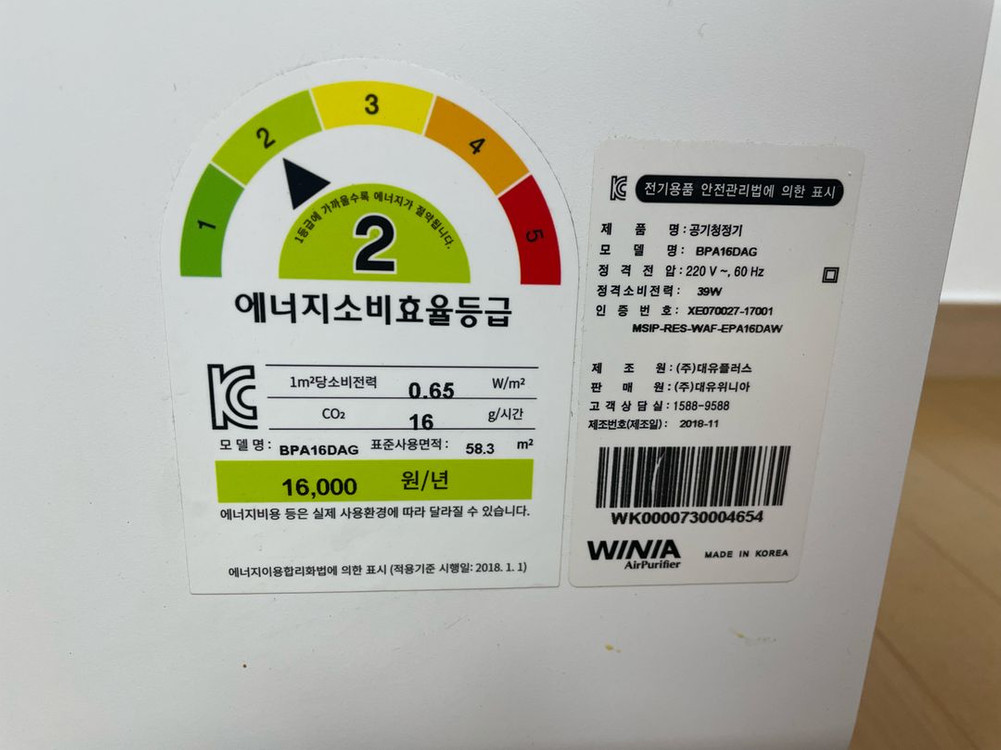 1 2 3 4 5
1등급에 가까울수록 에너지가 절약됩니다.
2
에너지소비효율등급
1m²당소비전력 0.65 W/m²
CO₂ 16 g/시간
모델명: BPA16DAG 표준사용면적: 58.3 m²
16,000 원/년
에너지비용 등은 실제 사용환경에 따라 달라질 수 있습니다.
에너지이용합리화법에 의한 표시 (적용기준 시행일: 2018. 1. 1)
전기용품 안전관리법에 의한 표시
제 품 명: 공기청정기
모 델 명: BPA16DAG
정 격 전 압: 220 V ~, 60 Hz
정격소비전력: 39W
인 증 번 호: XE070027-17001
MSIP-RES-WAF-EPA16DAW
제 조 원: (주)대유플러스
판 매 원: (주)대유위니아
고객상담실: 1588-9588
제조번호(제조일): 2018-11
WK0000730004654
WINIA
AirPurifier
MADE IN KOREA